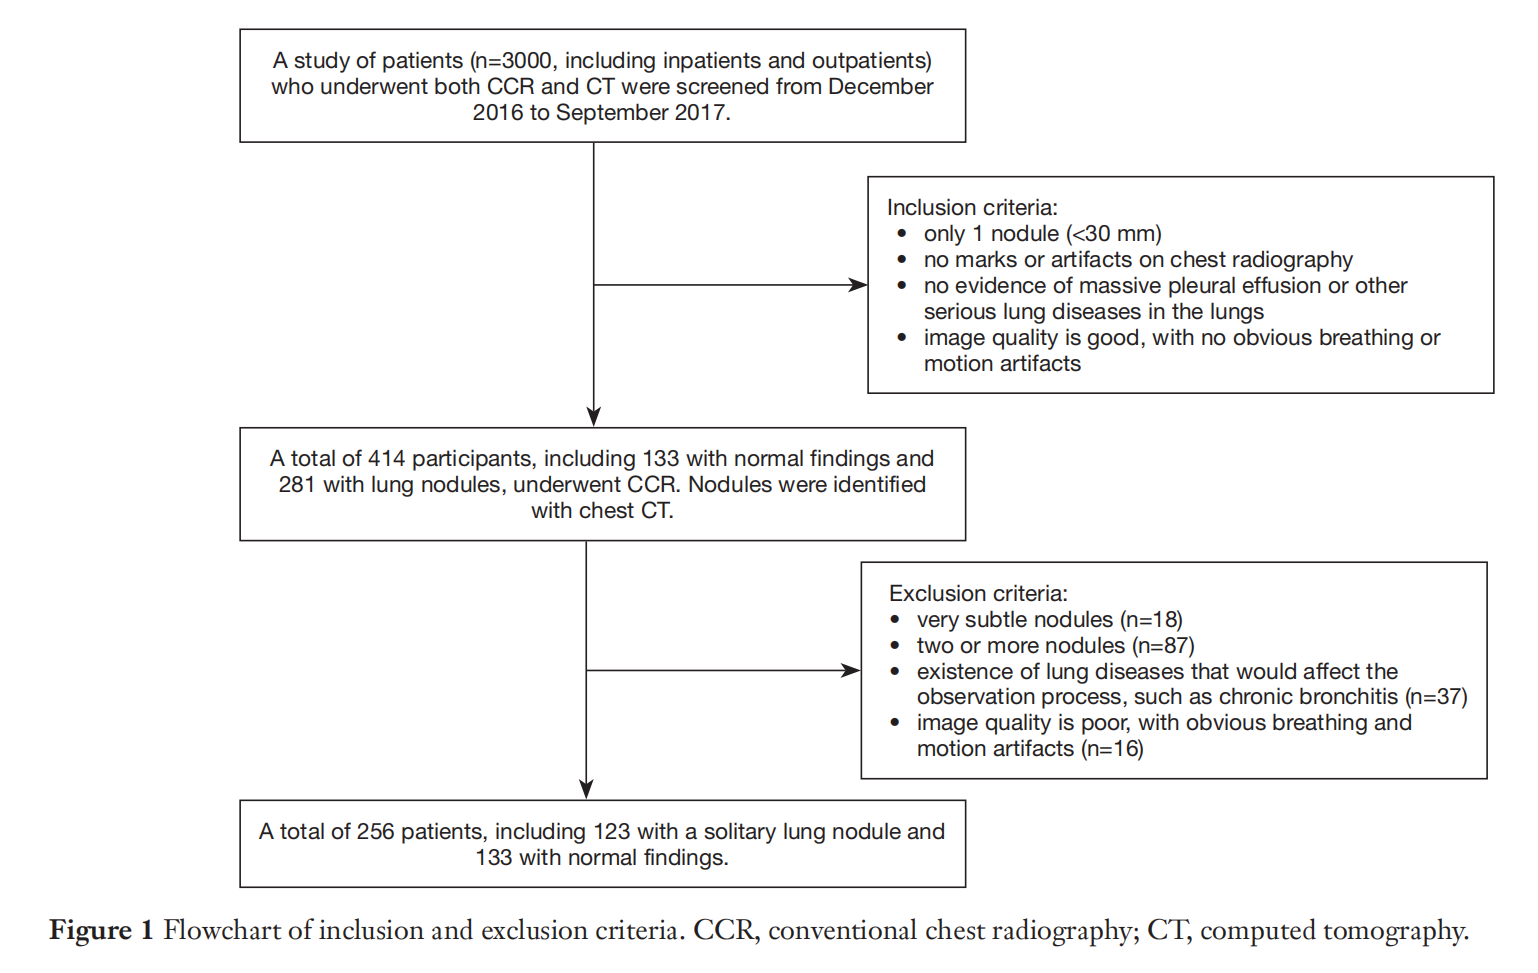 A study of patients (n=3000, including inpatients and outpatients)
who underwent both CCR and CT were screened from December
2016 to September 2017.
Inclusion criteria:
• only 1 nodule (<30 mm)
• no marks or artifacts on chest radiography
• no evidence of massive pleural effusion or other
serious lung diseases in the lungs
• image quality is good, with no obvious breathing or
motion artifacts
A total of 414 participants, including 133 with normal findings and
281 with lung nodules, underwent CCR. Nodules were identified
with chest CT.
Exclusion criteria:
• very subtle nodules (n=18)
• two or more nodules (n=87)
• existence of lung diseases that would affect the
observation process, such as chronic bronchitis (n=37)
• image quality is poor, with obvious breathing and
motion artifacts (n=16)
A total of 256 patients, including 123 with a solitary lung nodule and
133 with normal findings.
Figure 1 Flowchart of inclusion and exclusion criteria. CCR, conventional chest radiography; CT, computed tomography.